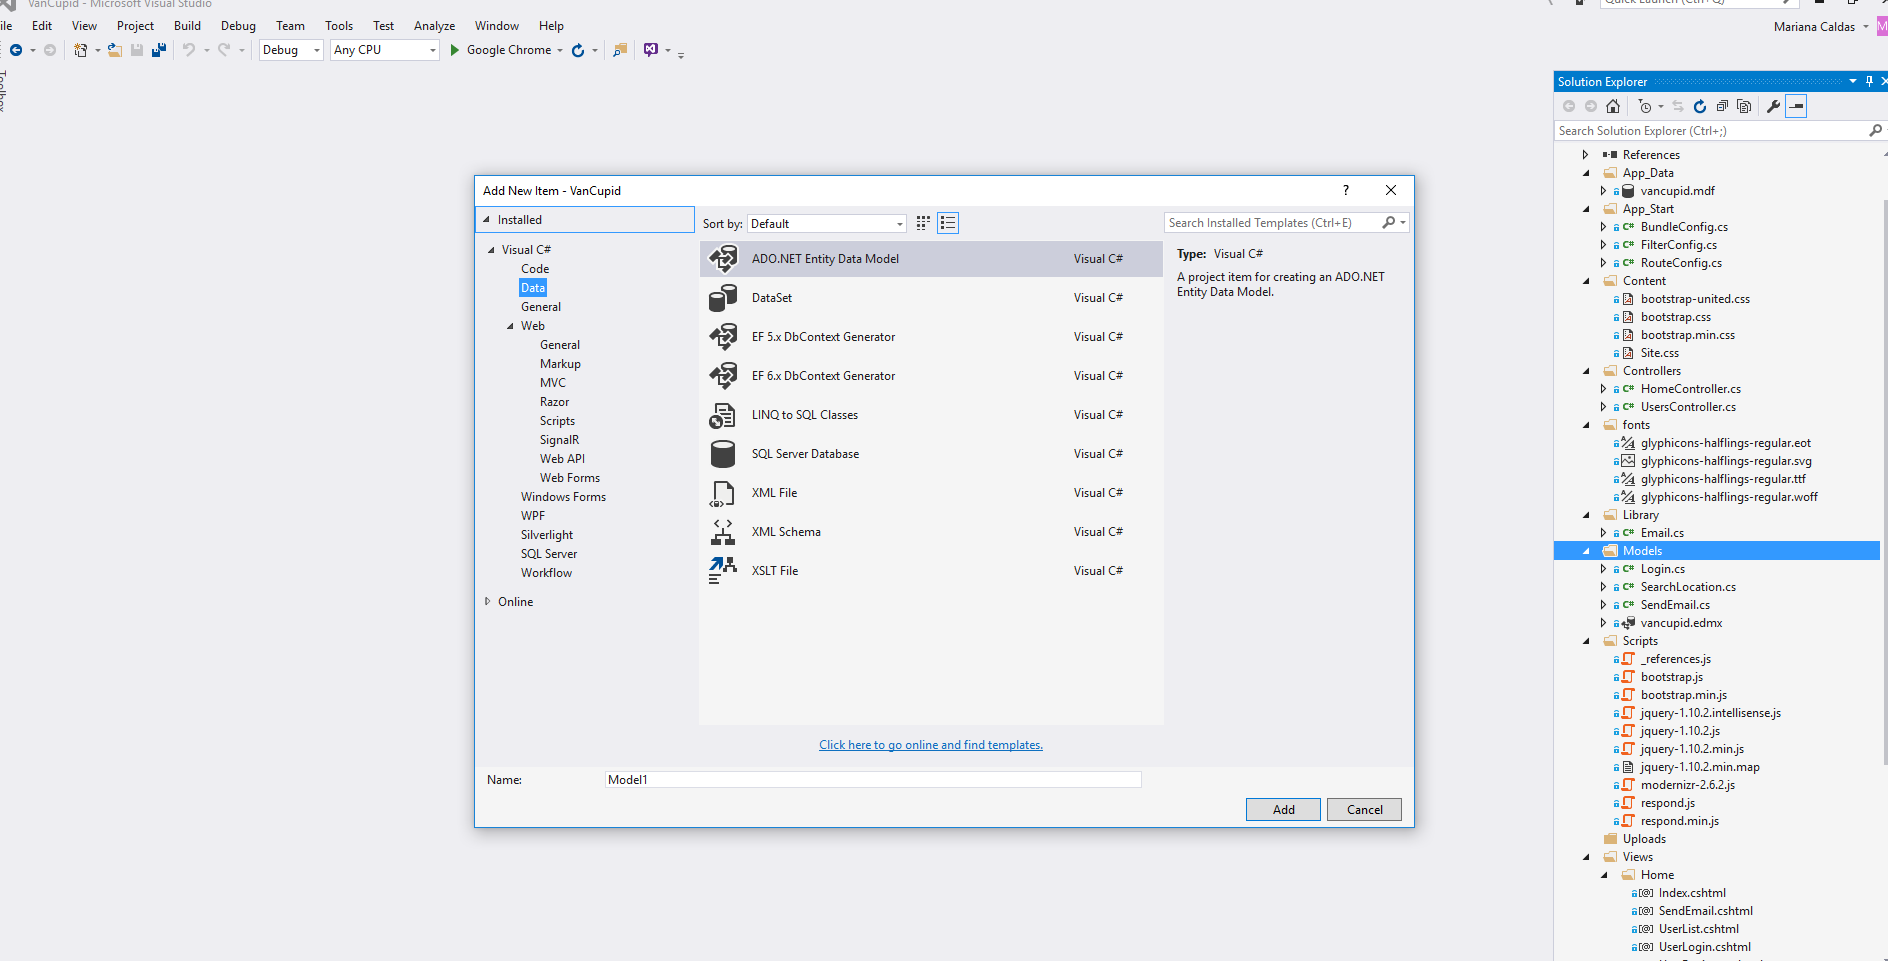 VanCupid - Microsoft Visual Studio
Quick Launch (Ctrl+Q)
ile Edit View Project Build Debug Team Tools Test Analyze Window Help
Mariana Caldas
M
Debug Any CPU Google Chrome
Toolbox
Solution Explorer
Search Solution Explorer (Ctrl+;)
References
App_Data
vancupid.mdf
App_Start
C# BundleConfig.cs
C# FilterConfig.cs
C# RouteConfig.cs
Content
bootstrap-united.css
bootstrap.css
bootstrap.min.css
Site.css
Controllers
C# HomeController.cs
C# UsersController.cs
fonts
glyphicons-halflings-regular.eot
glyphicons-halflings-regular.svg
glyphicons-halflings-regular.ttf
glyphicons-halflings-regular.woff
Library
C# Email.cs
Models
C# Login.cs
C# SearchLocation.cs
C# SendEmail.cs
vancupid.edmx
Scripts
_references.js
bootstrap.js
bootstrap.min.js
jquery-1.10.2.intellisense.js
jquery-1.10.2.js
jquery-1.10.2.min.js
jquery-1.10.2.min.map
modernizr-2.6.2.js
respond.js
respond.min.js
Uploads
Views
Home
[@] Index.cshtml
[@] SendEmail.cshtml
[@] UserList.cshtml
[@] UserLogin.cshtml
Add New Item - VanCupid
?
Installed
Sort by: Default
Search Installed Templates (Ctrl+E)
Visual C#
Code
Data
General
Web
General
Markup
MVC
Razor
Scripts
SignalR
Web API
Web Forms
Windows Forms
WPF
Silverlight
SQL Server
Workflow
Online
ADO.NET Entity Data Model Visual C#
DataSet Visual C#
EF 5.x DbContext Generator Visual C#
EF 6.x DbContext Generator Visual C#
LINQ to SQL Classes Visual C#
SQL Server Database Visual C#
XML File Visual C#
XML Schema Visual C#
XSLT File Visual C#
Type: Visual C#
A project item for creating an ADO.NET
Entity Data Model.
Click here to go online and find templates.
Name: Model1
Add Cancel